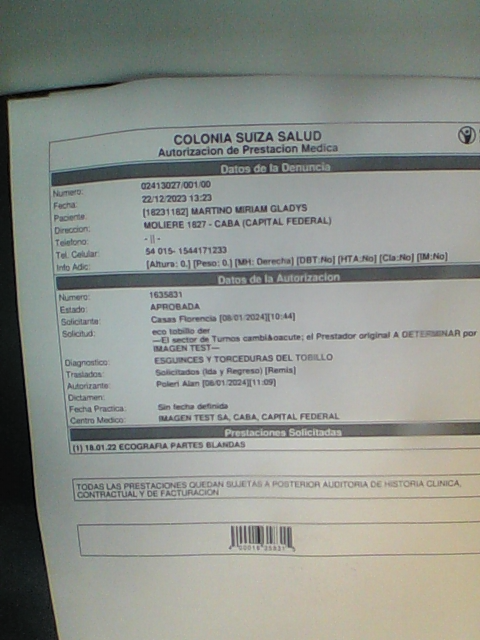 COLONIA SUIZA SALUD
Autorizacion de Prestacion Medica
Datos de la Denuncia
Numero: 02413027/001/00
Fecha: 22/12/2023 13:23
Paciente: [18231182] MARTINO MIRIAM GLADYS
Direccion: MOLIERE 1827 - CABA (CAPITAL FEDERAL)
Telefono: - || -
Tel. Celular: 54 015- 1544171233
Info Adic: [Altura: 0.] [Peso: 0.] [MH: Derecha] [DBT:No] [HTA:No] [Cla:No] [IM:No]
Datos de la Autorizacion
Numero: 1635831
Estado: APROBADA
Solicitante: Casas Florencia [08/01/2024][10:44]
Solicitud: eco tobillo der
---El sector de Turnos cambi&oacute; el Prestador original A DETERMINAR por
IMAGEN TEST---
Diagnostico: ESGUINCES Y TORCEDURAS DEL TOBILLO
Traslados: Solicitados (Ida y Regreso) [Remis]
Autorizante: Poleri Alan [08/01/2024][11:09]
Dictamen:
Fecha Practica: Sin fecha definida
Centro Medico: IMAGEN TEST SA, CABA, CAPITAL FEDERAL
Prestaciones Solicitadas
(1) 18.01.22 ECOGRAFIA PARTES BLANDAS
TODAS LAS PRESTACIONES QUEDAN SUJETAS A POSTERIOR AUDITORIA DE HISTORIA CLINICA,
CONTRACTUAL Y DE FACTURACION